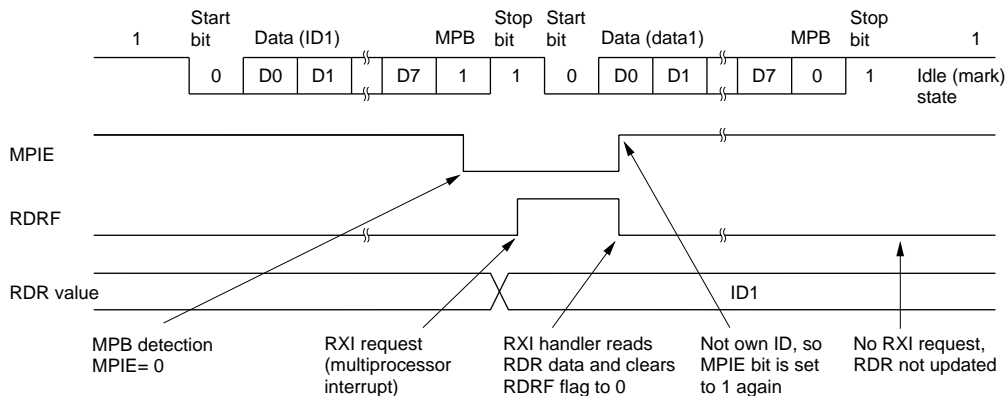 Start Stop Start Stop
1 bit Data (ID1) MPB bit bit Data (data1) MPB bit 1
0 D0 D1 D7 1 1 0 D0 D1 D7 0 1 Idle (mark)
state
MPIE
RDRF
RDR value ID1
MPB detection
MPIE= 0
RXI request
(multiprocessor
interrupt)
RXI handler reads
RDR data and clears
RDRF flag to 0
Not own ID, so
MPIE bit is set
to 1 again
No RXI request,
RDR not updated